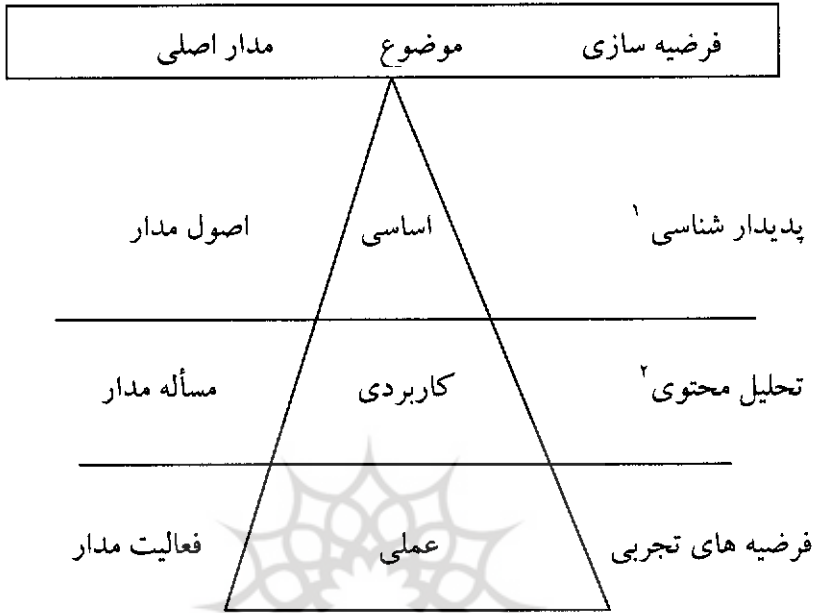 فرضیه سازی موضوع مدار اصلی
پدیدار شناسی ۱ اساسی اصول مدار
تحلیل محتوی ۲ کاربردی مسأله مدار
فرضیه های تجربی عملی فعالیت مدار